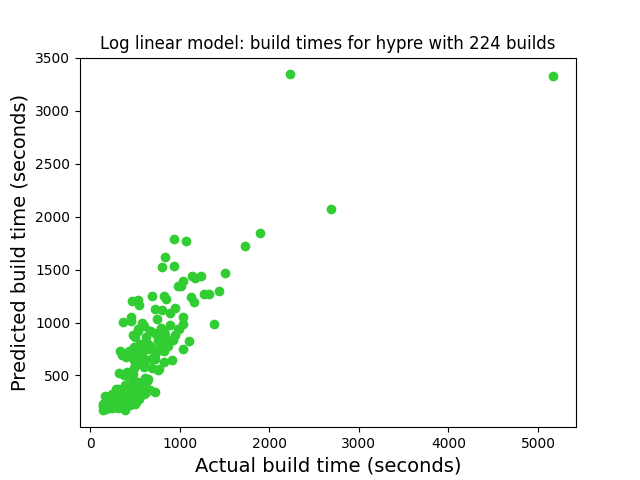 Log linear model: build times for hypre with 224 builds
3500
3000
2500
2000
1500
1000
500
Predicted build time (seconds)
0 1000 2000 3000 4000 5000
Actual build time (seconds)